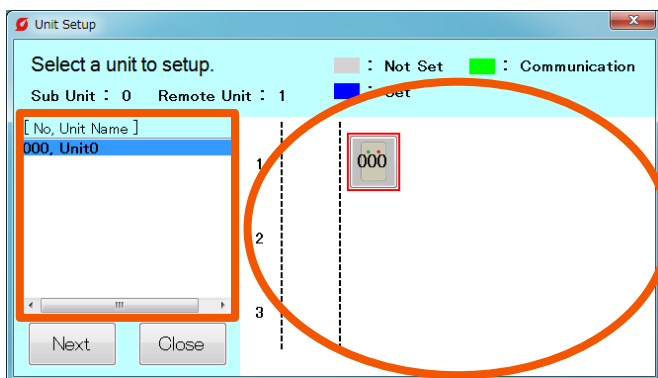 Unit Setup
Select a unit to setup.
: Not Set : Communication
Sub Unit : 0 Remote Unit : 1
: Set
[ No, Unit Name ]
000, Unit0
1
000
2
3
Next Close